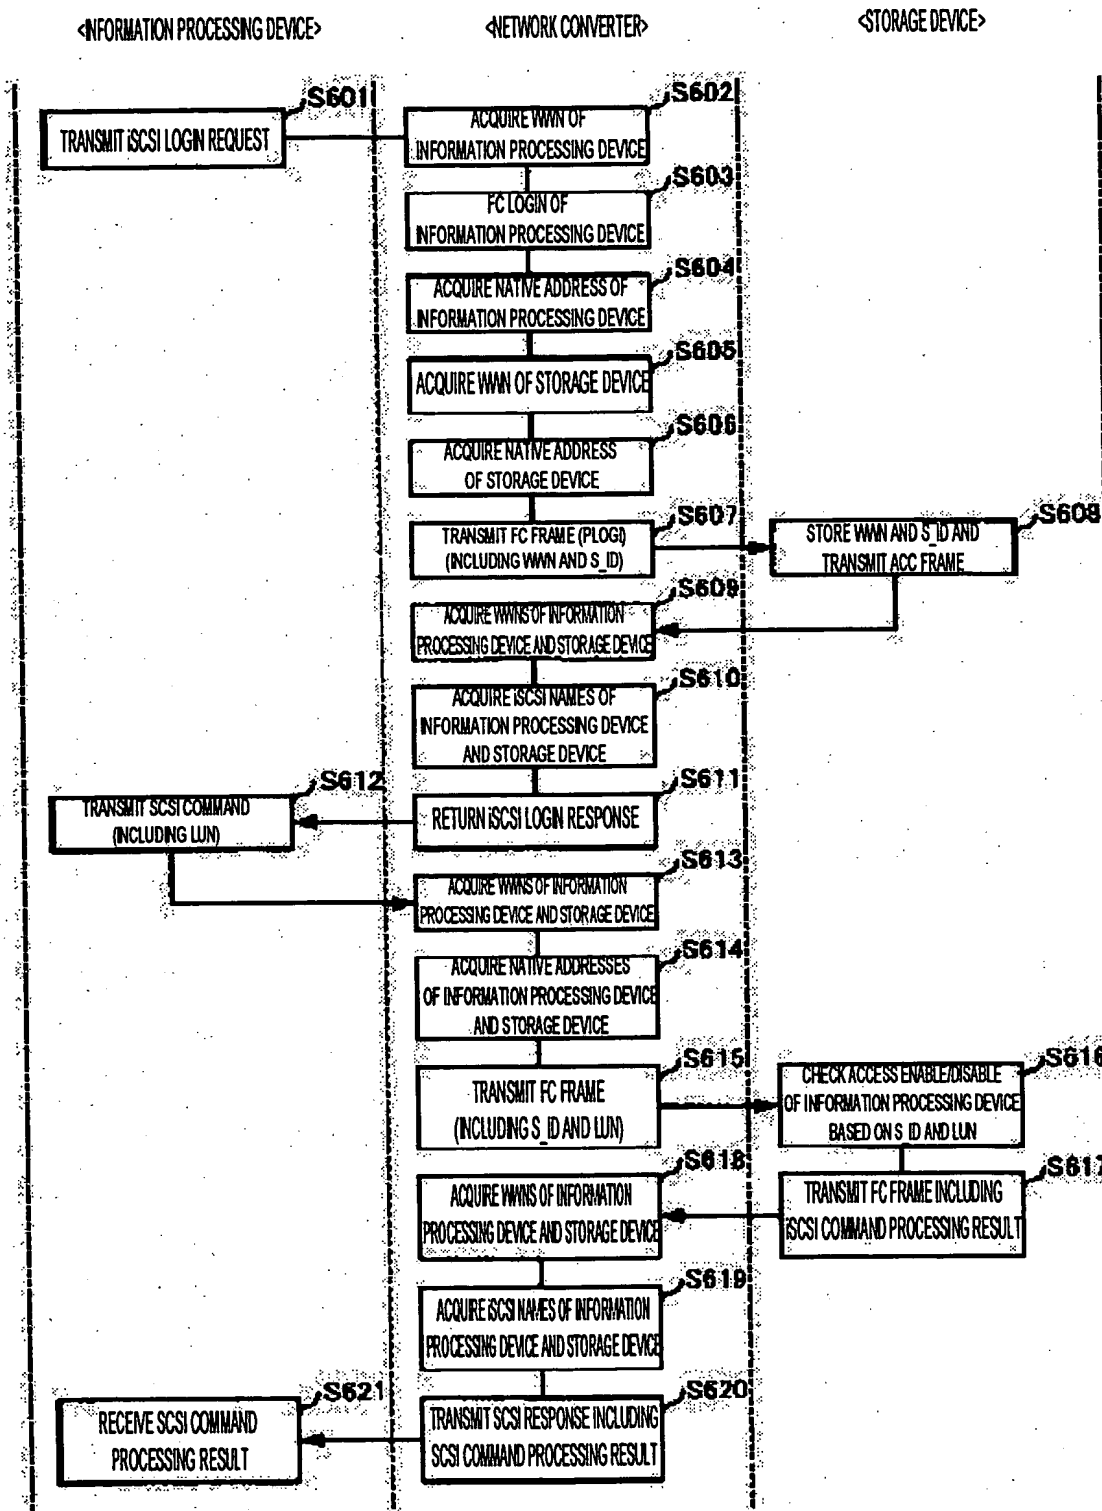 <INFORMATION PROCESSING DEVICE>
<NETWORK CONVERTER>
<STORAGE DEVICE>
S601
TRANSMIT iSCSI LOGIN REQUEST
S602
ACQUIRE WWN OF
INFORMATION PROCESSING DEVICE
S603
FC LOGIN OF
INFORMATION PROCESSING DEVICE
S604
ACQUIRE NATIVE ADDRESS OF
INFORMATION PROCESSING DEVICE
S605
ACQUIRE WWN OF STORAGE DEVICE
S606
ACQUIRE NATIVE ADDRESS
OF STORAGE DEVICE
S607
TRANSMIT FC FRAME (PLOGI)
(INCLUDING WWN AND S_ID)
S608
STORE WWN AND S_ID AND
TRANSMIT ACC FRAME
S609
ACQUIRE WWNS OF INFORMATION
PROCESSING DEVICE AND STORAGE DEVICE
S610
ACQUIRE iSCSI NAMES OF
INFORMATION PROCESSING DEVICE
AND STORAGE DEVICE
S611
RETURN iSCSI LOGIN RESPONSE
S612
TRANSMIT SCSI COMMAND
(INCLUDING LUN)
S613
ACQUIRE WWNS OF INFORMATION
PROCESSING DEVICE AND STORAGE DEVICE
S614
ACQUIRE NATIVE ADDRESSES
OF INFORMATION PROCESSING DEVICE
AND STORAGE DEVICE
S615
TRANSMIT FC FRAME
(INCLUDING S_ID AND LUN)
S616
CHECK ACCESS ENABLE/DISABLE
OF INFORMATION PROCESSING DEVICE
BASED ON S_ID AND LUN
S617
TRANSMIT FC FRAME INCLUDING
iSCSI COMMAND PROCESSING RESULT
S618
ACQUIRE WWNS OF INFORMATION
PROCESSING DEVICE AND STORAGE DEVICE
S619
ACQUIRE iSCSI NAMES OF INFORMATION
PROCESSING DEVICE AND STORAGE DEVICE
S620
TRANSMIT SCSI RESPONSE INCLUDING
SCSI COMMAND PROCESSING RESULT
S621
RECEIVE SCSI COMMAND
PROCESSING RESULT